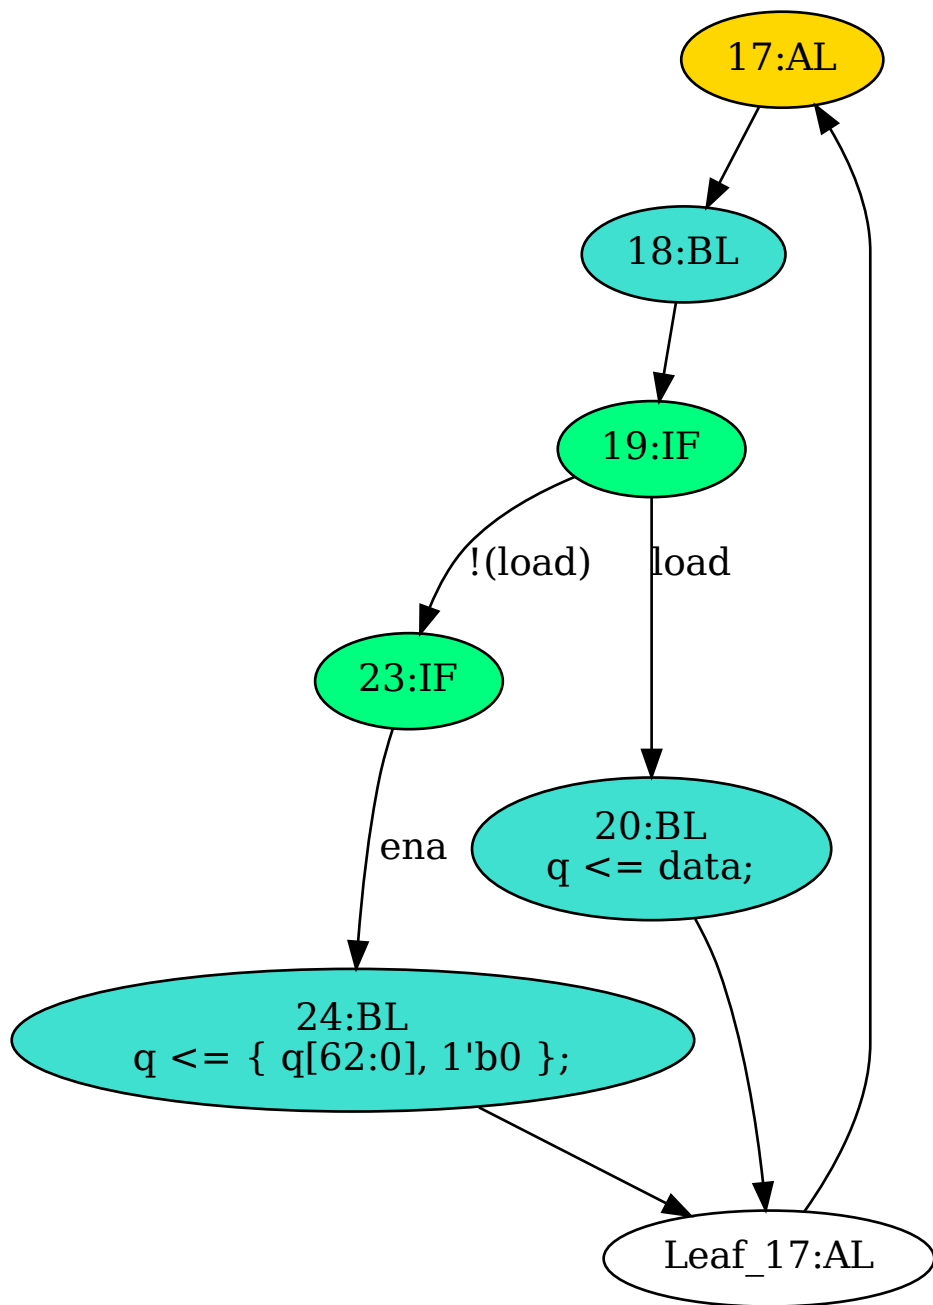 17:AL
18:BL
19:IF
!(load)
load
23:IF
20:BL
q <= data;
ena
24:BL
q <= { q[62:0], 1'b0 };
Leaf_17:AL